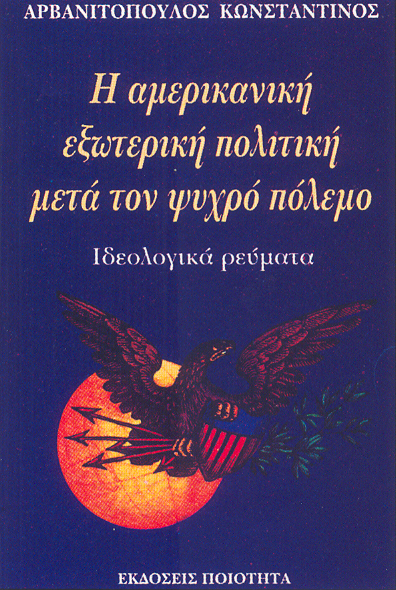 ΑΡΒΑΝΙΤΟΠΟΥΛΟΣ ΚΩΝΣΤΑΝΤΙΝΟΣ
Η αμερικανική
εξωτερική πολιτική
μετά τον ψυχρό πόλεμο
Ιδεολογικά ρεύματα
ΕΚΔΟΣΕΙΣ ΠΟΙΟΤΗΤΑ